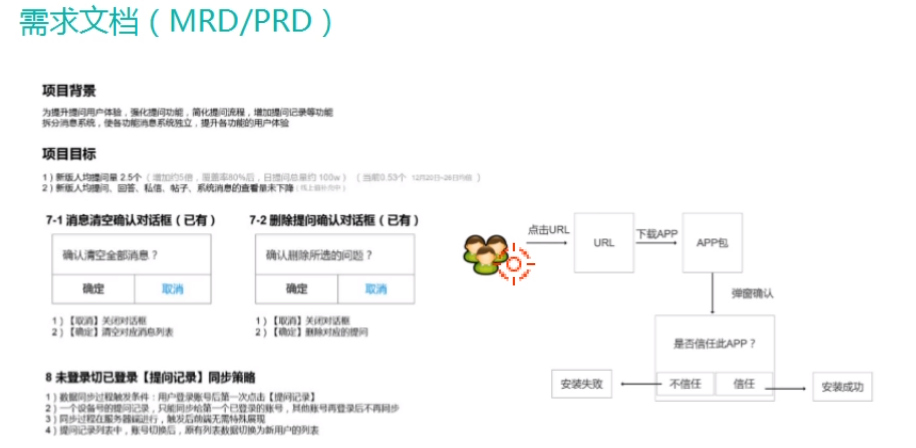 需求文档（MRD/PRD）
项目背景
为提升提问用户体验，强化提问功能，简化提问流程，增加提问记录等功能
拆分消息系统，使各功能消息系统独立，提升各功能的用户体验
项目目标
1）新版人均提问量 2.5个（增加约5倍，覆盖率80%后，日提问总量约 100w）（当前0.53个 12月20日-26日均值）
2）新版人均提问、回答、私信、帖子、系统消息的查看量未下降
7-1 消息清空确认对话框（已有）
确认清空全部消息？
确定
取消
1）【取消】关闭对话框
2）【确定】清空对应消息列表
7-2 删除提问确认对话框（已有）
确认删除所选的问题？
确定
取消
1）【取消】关闭对话框
2）【确定】删除对应的提问
8 未登录切已登录【提问记录】同步策略
1）数据同步过程触发条件：用户登录账号后第一次点击【提问记录】
2）一个设备号的提问记录，只能同步给第一个已登录的账号，其他账号再登录后不再同步
3）同步过程在服务器端进行，触发后前端无需特殊展现
4）提问记录列表中，账号切换后，原有列表数据切换为新用户的列表
点击URL
URL
下载APP
APP包
弹窗确认
是否信任此APP？
不信任
信任
安装失败
安装成功